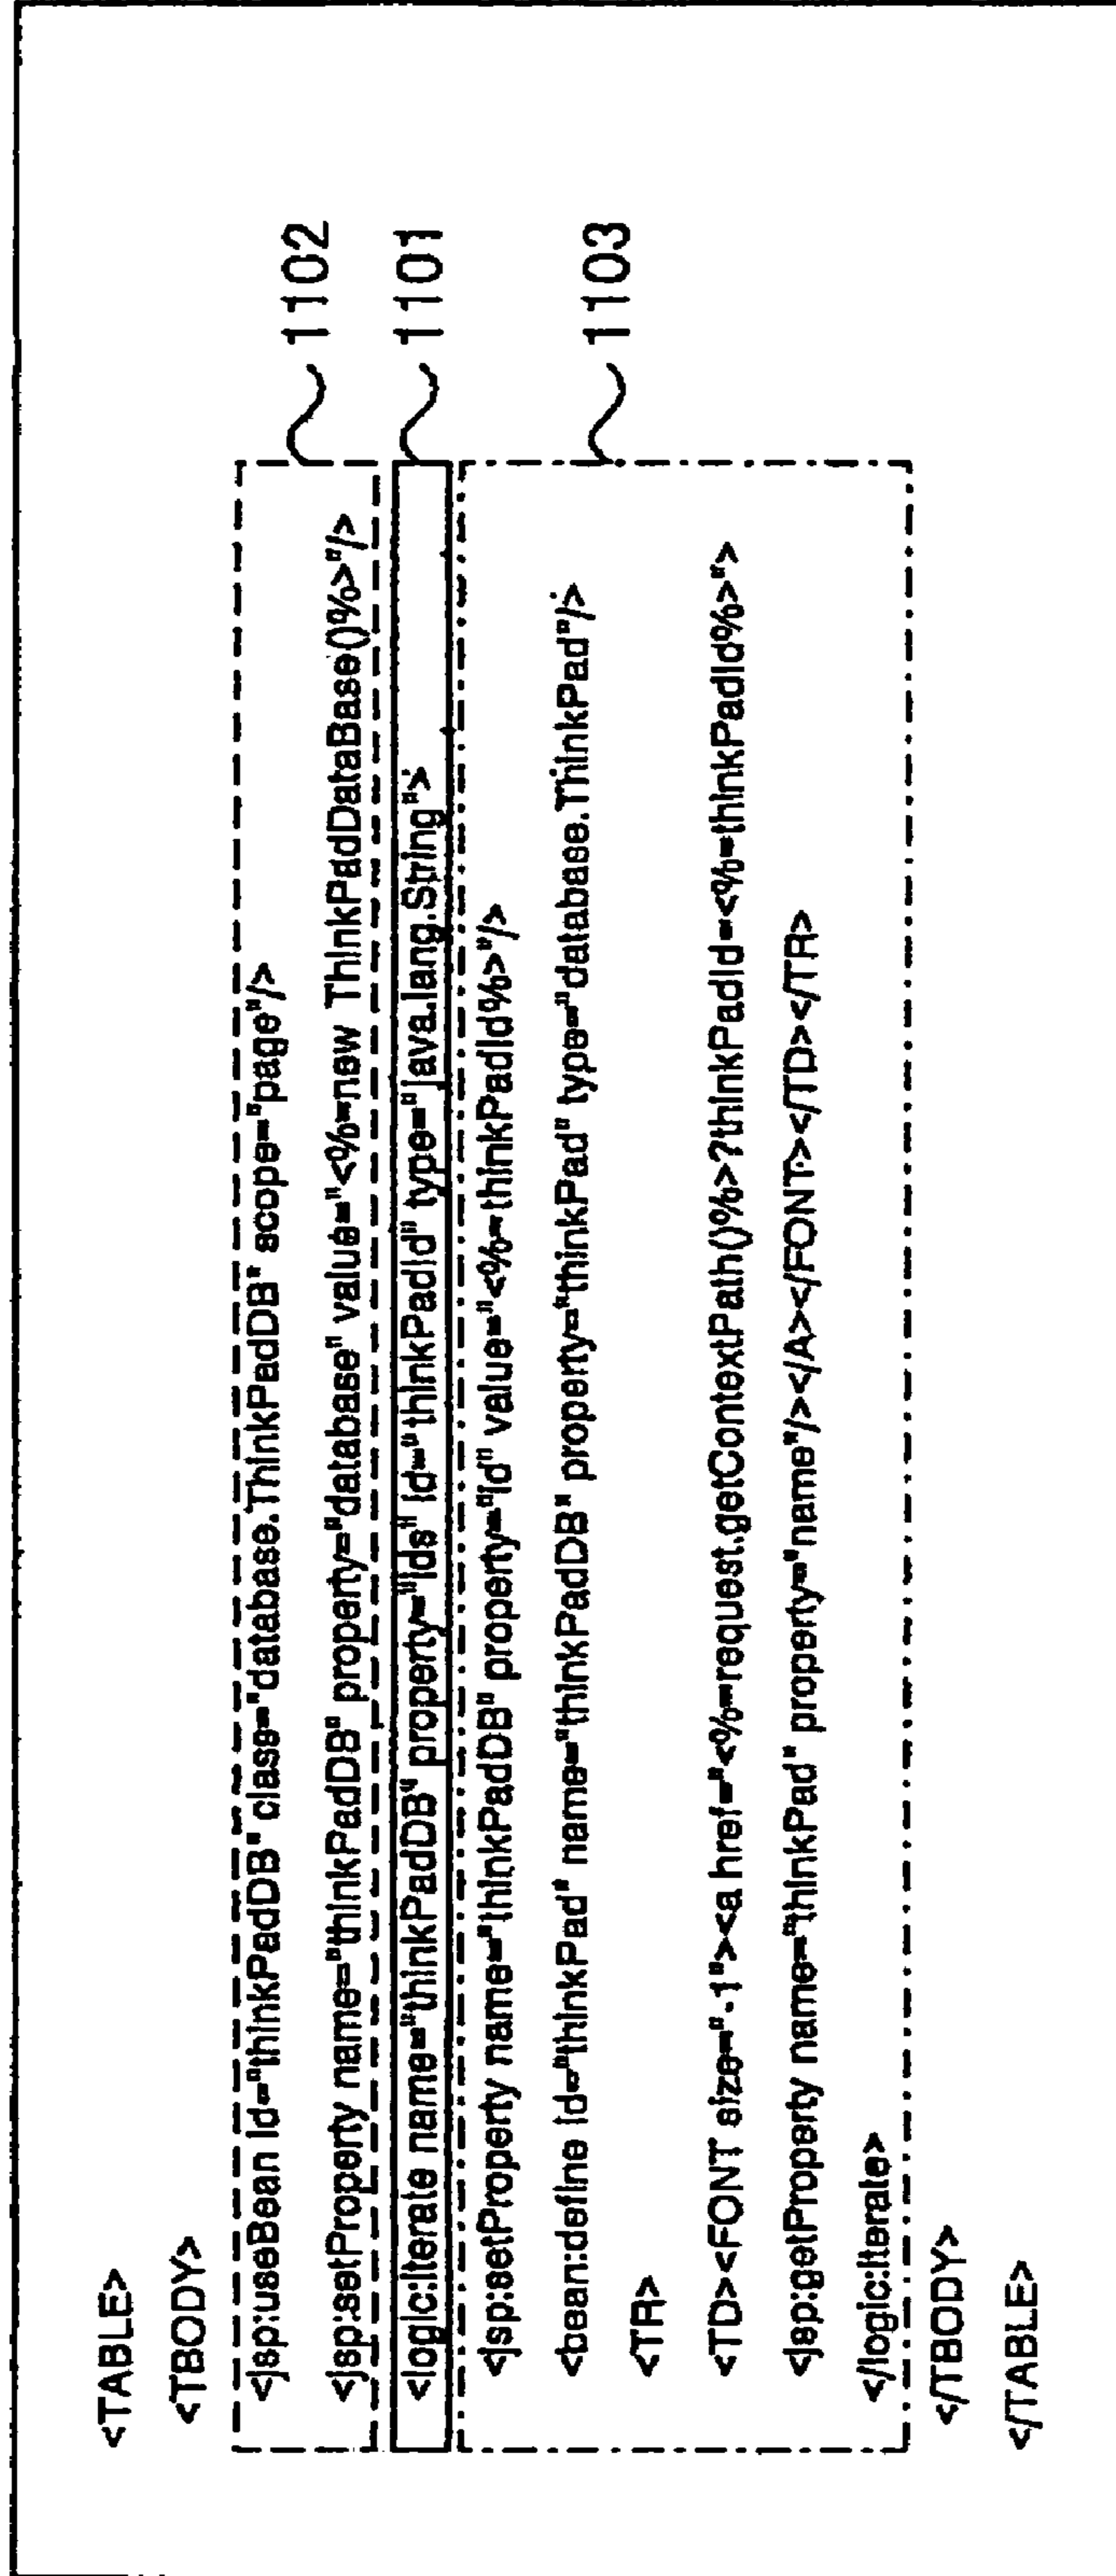 <TABLE>
<TBODY>
<jsp:useBean id="thinkPadDB" class="database.ThinkPadDB" scope="page"/>
<jsp:setProperty name="thinkPadDB" property="database" value="<%=new ThinkPadDataBase()%>"/>
1102
<logic:iterate name="thinkPadDB" property="ids" id="thinkPadId" type="java.lang.String">
1101
<jsp:setProperty name="thinkPadDB" property="id" value="<%=thinkPadId%>"/>
<bean:define id="thinkPad" name="thinkPadDB" property="thinkPad" type="database.ThinkPad"/>
1103
<TR>
<TD><FONT size="-1"><a href="<%=request.getContextPath()%>?thinkPadId=<%=thinkPadId%>">
<jsp:getProperty name="thinkPad" property="name"/></A></FONT></TD></TR>
</logic:iterate>
</TBODY>
</TABLE>